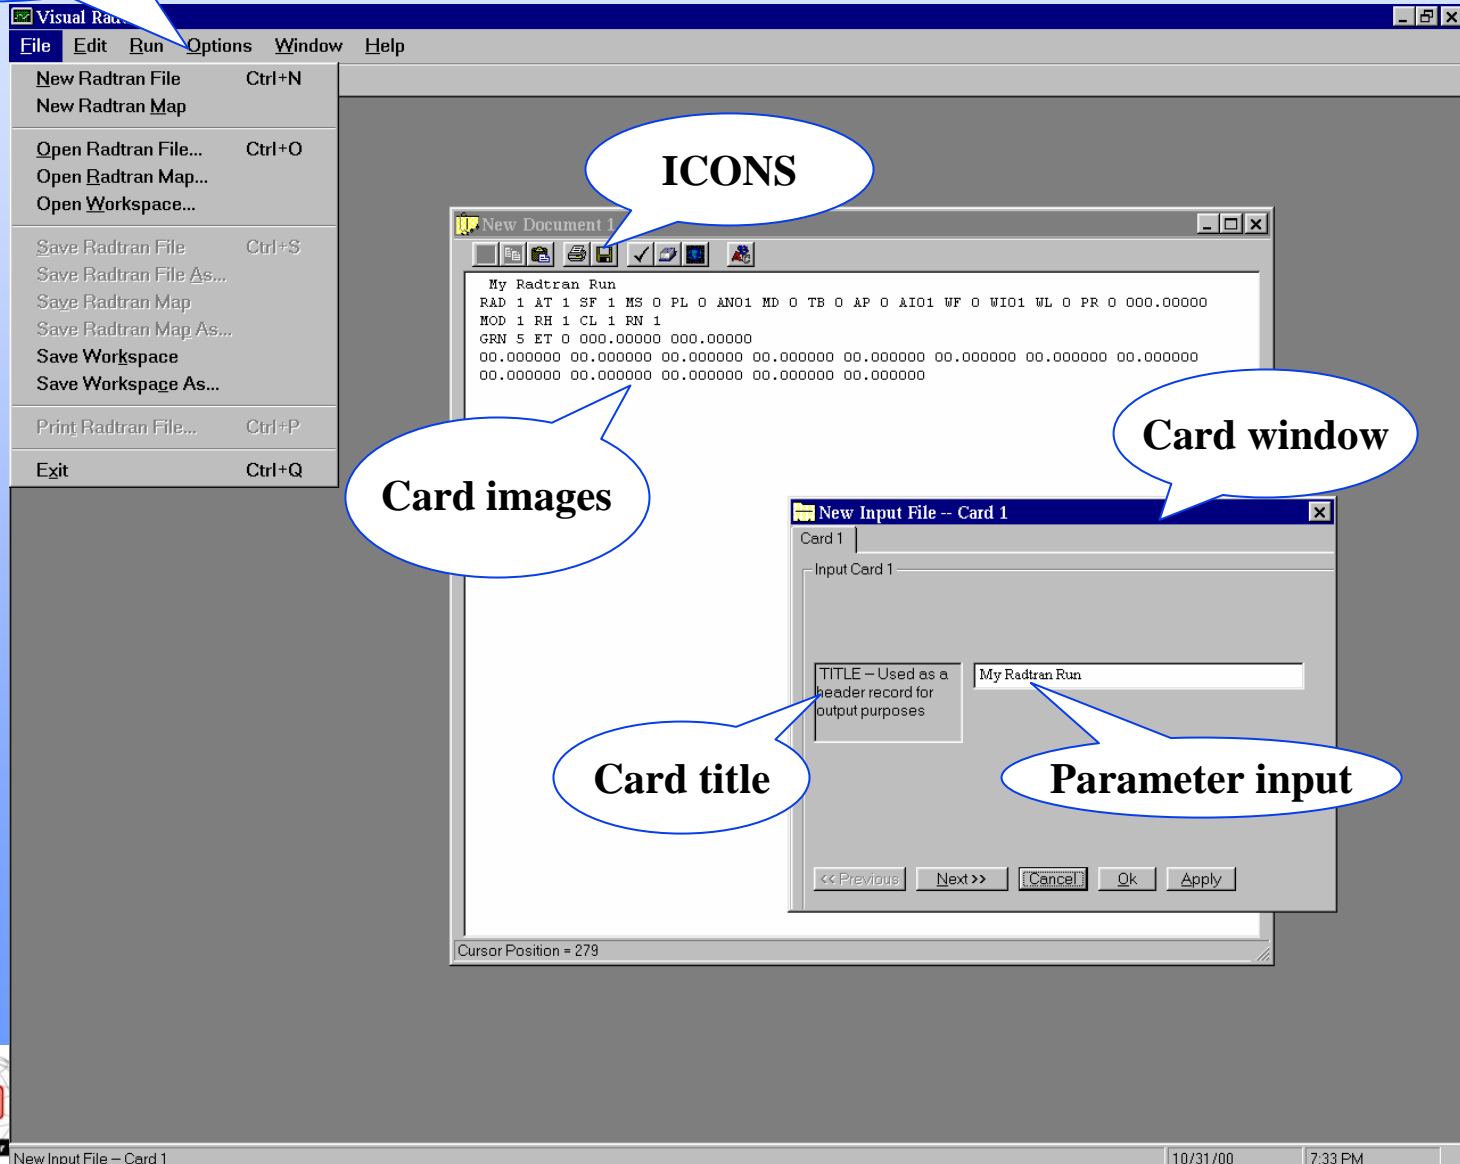 Visual Ra
File Edit Run Options Window Help
New Radtran File Ctrl+N
New Radtran Map
Open Radtran File... Ctrl+O
Open Radtran Map...
Open Workspace...
Save Radtran File Ctrl+S
Save Radtran File As...
Save Radtran Map
Save Radtran Map As...
Save Workspace
Save Workspace As...
Print Radtran File... Ctrl+P
Exit Ctrl+Q
ICONS
New Document 1
My Radtran Run
RAD 1 AT 1 SF 1 MS 0 PL 0 AN01 MD 0 TB 0 AP 0 AI01 WF 0 WI01 WL 0 PR 0 000.00000
MOD 1 RH 1 CL 1 RN 1
GRN 5 ET 0 000.00000 000.00000
00.000000 00.000000 00.000000 00.000000 00.000000 00.000000 00.000000 00.000000
00.000000 00.000000 00.000000 00.000000 00.000000
Card images
Card window
New Input File -- Card 1
Card 1
Input Card 1
TITLE – Used as a
header record for
output purposes
My Radtran Run
Card title
Parameter input
<< Previous Next >> Cancel Ok Apply
Cursor Position = 279
New Input File – Card 1 10/31/00 7:33 PM